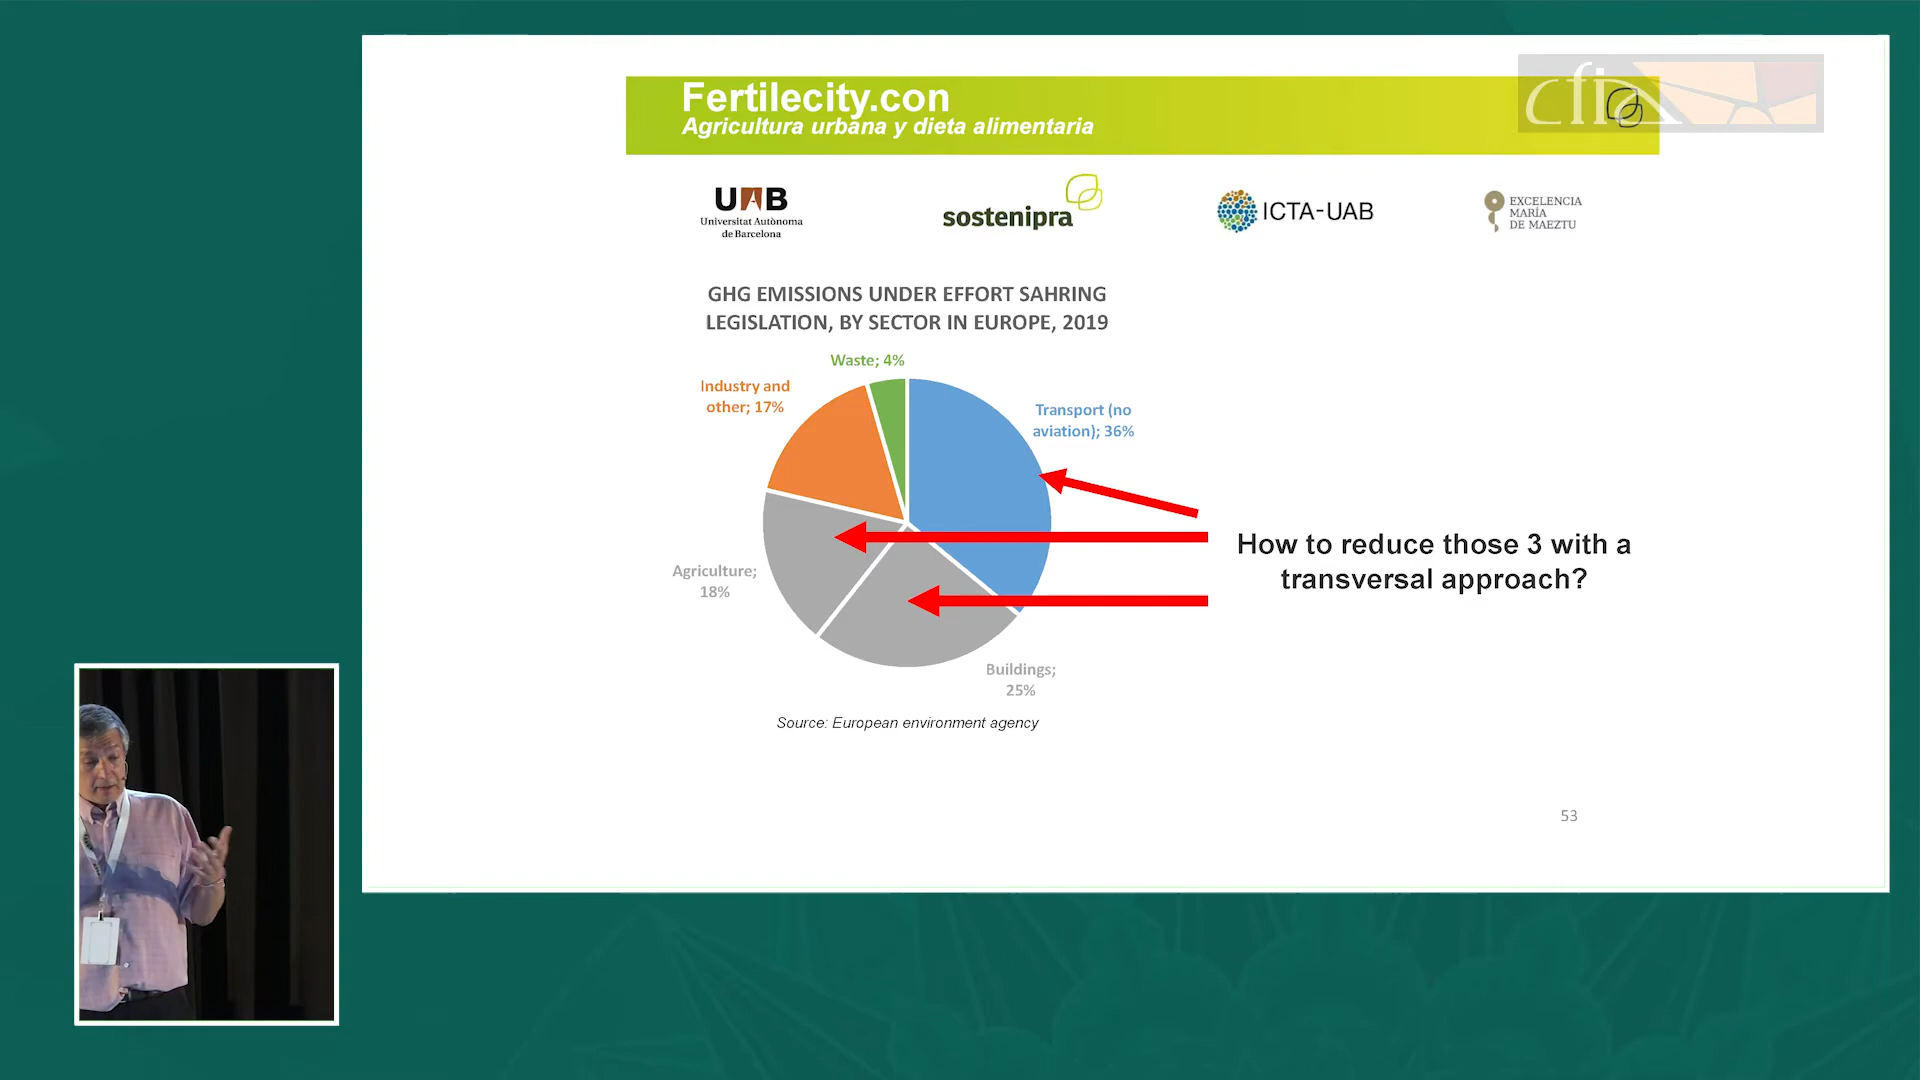 Fertilecity.con
Agricultura urbana y dieta alimentaria
cfia
UAB
Universitat Autònoma
de Barcelona
sostenipra
ICTA-UAB
EXCELENCIA
MARÍA
DE MAEZTU
GHG EMISSIONS UNDER EFFORT SAHRING
LEGISLATION, BY SECTOR IN EUROPE, 2019
Waste; 4%
Industry and
other; 17%
Transport (no
aviation); 36%
Agriculture;
18%
Buildings;
25%
How to reduce those 3 with a
transversal approach?
Source: European environment agency
53